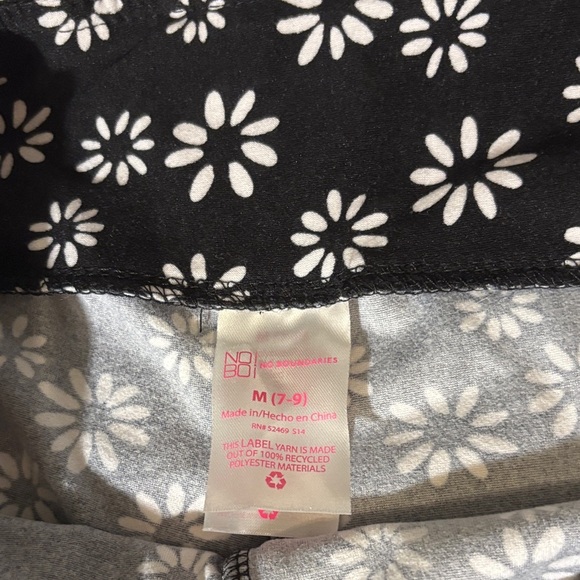 NO
BO
NO BOUNDARIES
M (7-9)
Made in/Hecho en China
RN# 52469 S14
THIS LABEL YARN IS MADE
OUT OF 100% RECYCLED
POLYESTER MATERIALS